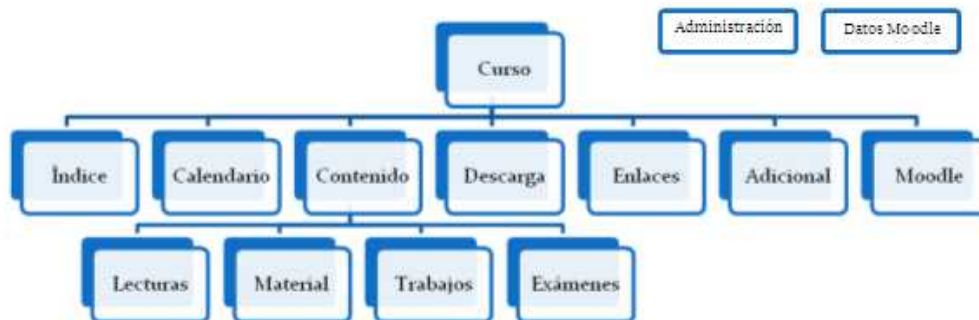 Administración
Datos Moodle
Curso
Índice
Calendario
Contenido
Descarga
Enlaces
Adicional
Moodle
Lecturas
Material
Trabajos
Exámenes